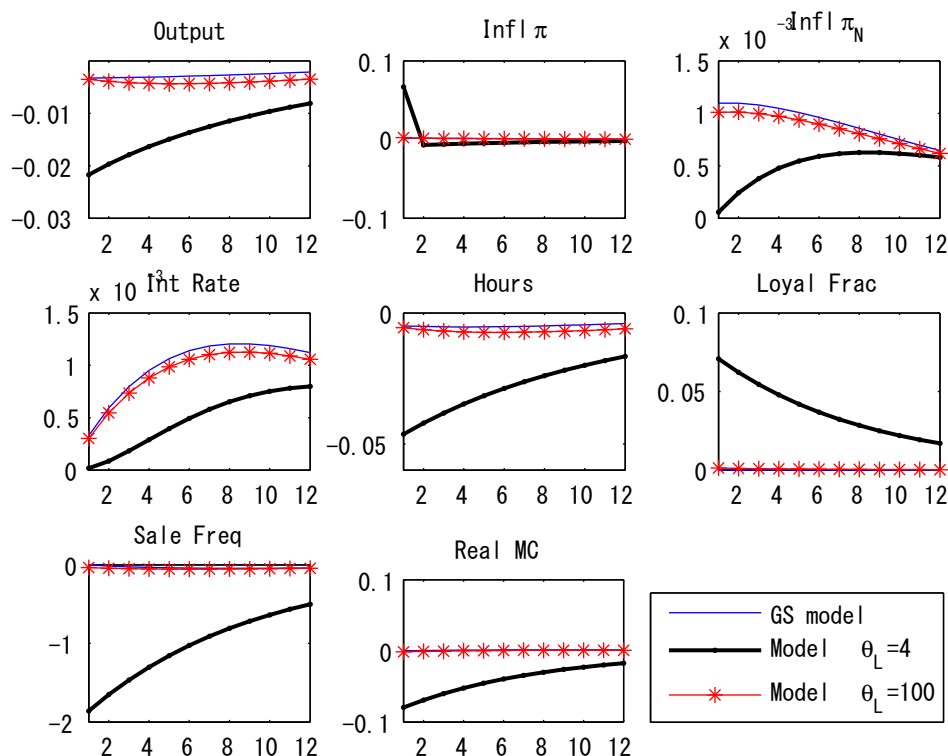 Output
-0.01
-0.02
-0.03
2 4 6 8 10 12
Infl π
0.1
0
-0.1
2 4 6 8 10 12
x 10⁻³ Infl π_N
1.5
1
0.5
0
2 4 6 8 10 12
x 10⁻³ Int Rate
1.5
1
0.5
0
2 4 6 8 10 12
Hours
0
-0.05
2 4 6 8 10 12
Loyal Frac
0.1
0.05
0
2 4 6 8 10 12
Sale Freq
0
-1
-2
2 4 6 8 10 12
Real MC
0.1
0
-0.1
2 4 6 8 10 12
GS model
Model θ_L=4
Model θ_L=100